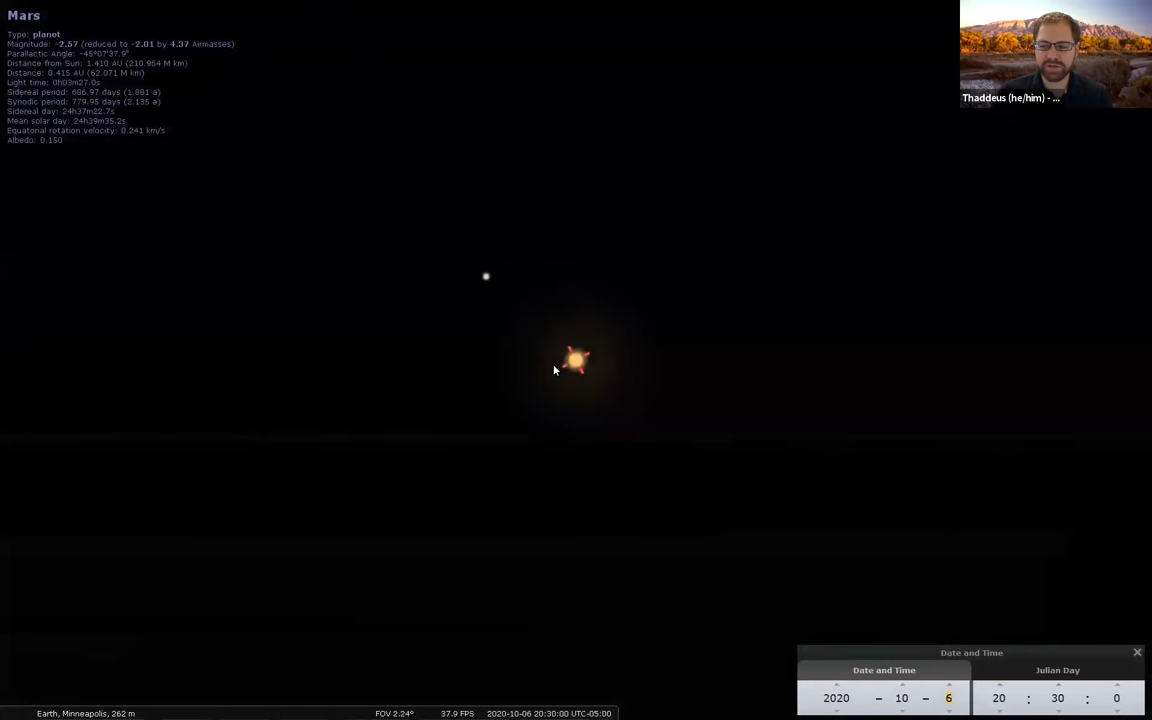 Mars
Type: planet
Magnitude: -2.57 (reduced to -2.01 by 4.37 Airmasses)
Parallactic Angle: -45°07'37.9"
Distance from Sun: 1.410 AU (210.964 M km)
Distance: 0.415 AU (62.071 M km)
Light time: 0h03m27.0s
Sidereal period: 686.97 days (1.881 a)
Synodic period: 779.95 days (2.135 a)
Sidereal day: 24h37m22.7s
Mean solar day: 24h39m35.2s
Equatorial rotation velocity: 0.241 km/s
Albedo: 0.150
Thaddeus (he/him) - ...
Date and Time
Date and Time Julian Day
2020 - 10 - 6 20 : 30 : 0
Earth, Minneapolis, 262 m FOV 2.24° 37.9 FPS 2020-10-06 20:30:00 UTC-05:00